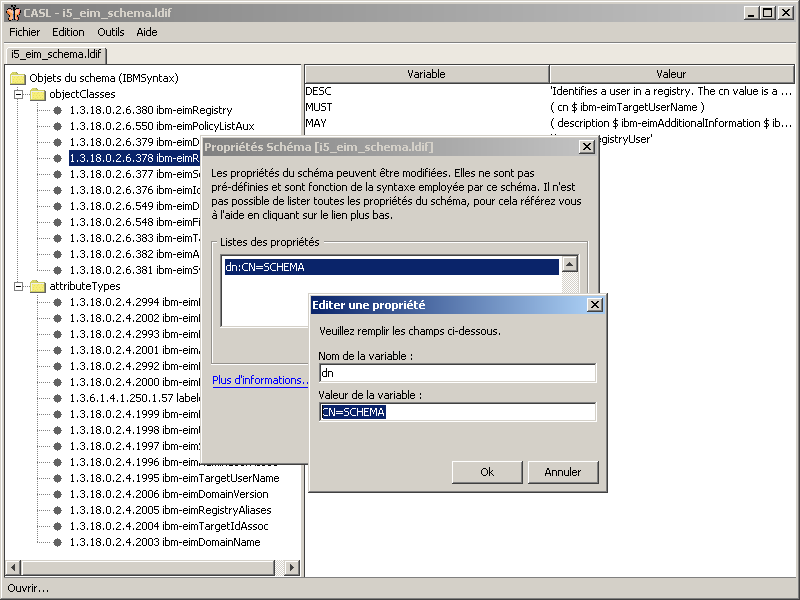 CASL - i5_eim_schema.ldif
Fichier Edition Outils Aide
i5_eim_schema.ldif
Objets du schema (IBMSyntax)
objectClasses
1.3.18.0.2.6.380 ibm-eimRegistry
1.3.18.0.2.6.550 ibm-eimPolicyListAux
1.3.18.0.2.6.379 ibm-eimD
1.3.18.0.2.6.378 ibm-eimR
1.3.18.0.2.6.377 ibm-eimS
1.3.18.0.2.6.376 ibm-eimId
1.3.18.0.2.6.549 ibm-eimD
1.3.18.0.2.6.548 ibm-eimFi
1.3.18.0.2.6.383 ibm-eimT
1.3.18.0.2.6.382 ibm-eimA
1.3.18.0.2.6.381 ibm-eimS
attributeTypes
1.3.18.0.2.4.2994 ibm-eim
1.3.18.0.2.4.2002 ibm-eim
1.3.18.0.2.4.2993 ibm-eim
1.3.18.0.2.4.2001 ibm-eim
1.3.18.0.2.4.2992 ibm-eim
1.3.18.0.2.4.2000 ibm-eim
1.3.6.1.4.1.250.1.57 labele
1.3.18.0.2.4.1999 ibm-eim
1.3.18.0.2.4.1998 ibm-eim
1.3.18.0.2.4.1997 ibm-eim
1.3.18.0.2.4.1996
1.3.18.0.2.4.1995 ibm-eimTargetUserName
1.3.18.0.2.4.2006 ibm-eimDomainVersion
1.3.18.0.2.4.2005 ibm-eimRegistryAliases
1.3.18.0.2.4.2004 ibm-eimTargetIdAssoc
1.3.18.0.2.4.2003 ibm-eimDomainName
Variable Valeur
DESC 'Identifies a user in a registry. The cn value is a ...
MUST ( cn $ ibm-eimTargetUserName )
MAY ( description $ ibm-eimAdditionalInformation $ ib...
egistryUser'
Propriétés Schéma [i5_eim_schema.ldif]
Les propriétés du schéma peuvent être modifiées. Elles ne sont pas
pré-définies et sont fonction de la syntaxe employée par ce schéma. Il n'est
pas possible de lister toutes les propriétés du schéma, pour cela référez vous
à l'aide en cliquant sur le lien plus bas.
Listes des propriétés
dn:CN=SCHEMA
Plus d'informations..
Editer une propriété
Veuillez remplir les champs ci-dessous.
Nom de la variable :
dn
Valeur de la variable :
CN=SCHEMA
Ok Annuler
Ouvrir...